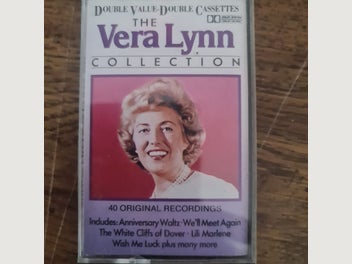 DOUBLE VALUE-DOUBLE CASSETTES
THE
Vera Lynn
COLLECTION
40 ORIGINAL RECORDINGS
Includes: Anniversary Waltz· We'll Meet Again
The White Cliffs of Dover · Lili Marlene
Wish Me Luck plus many more